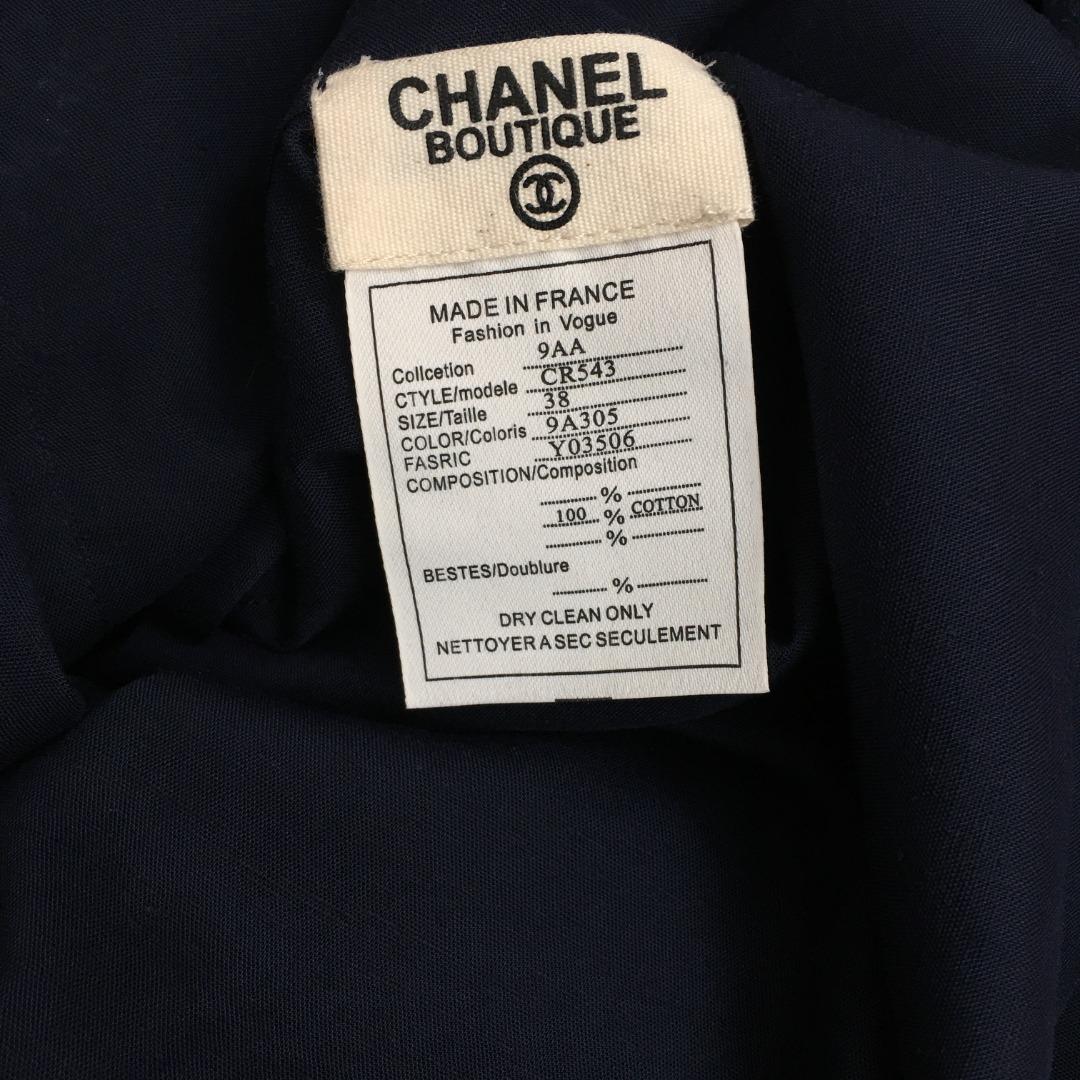 CHANEL
BOUTIQUE
MADE IN FRANCE
Fashion in Vogue
Collcetion 9AA
CTYLE/modele CR543
SIZE/Taille 38
COLOR/Coloris 9A305
FASRIC Y03506
COMPOSITION/Composition
%
100 % COTTON
%
BESTES/Doublure
%
DRY CLEAN ONLY
NETTOYER A SEC SECULEMENT